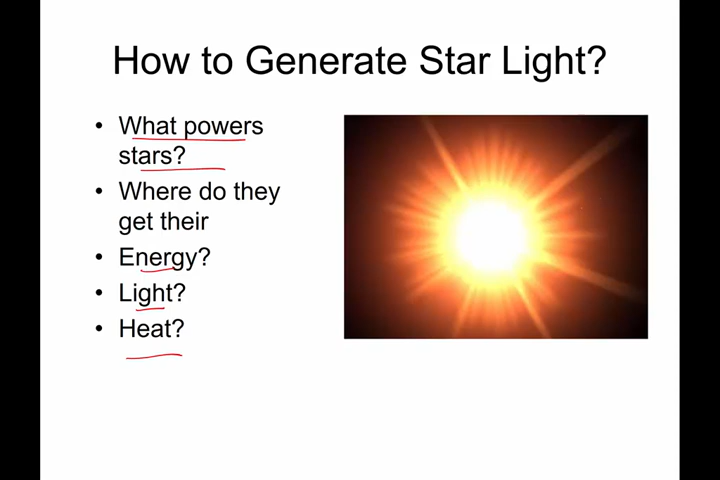 How to Generate Star Light?
• What powers
stars?
• Where do they
get their
• Energy?
• Light?
• Heat?